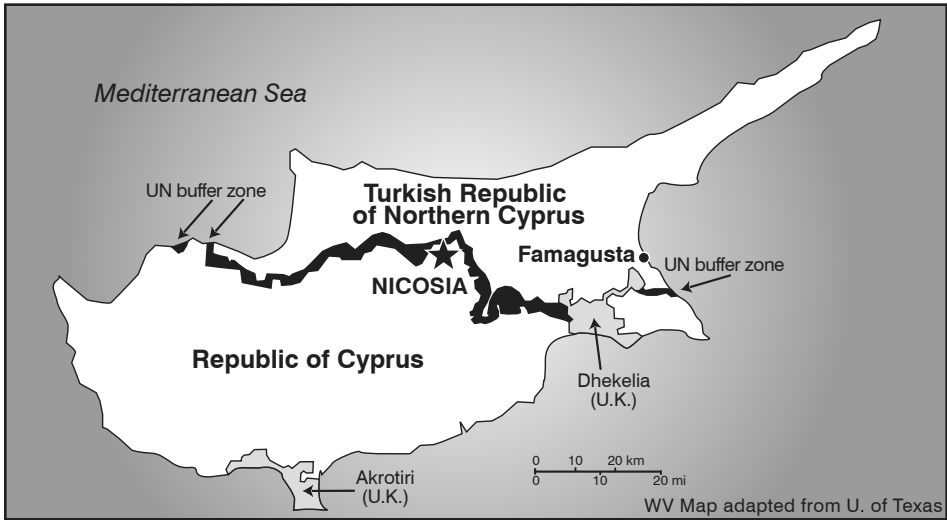 Mediterranean Sea
UN buffer zone
Turkish Republic
of Northern Cyprus
Famagusta
UN buffer zone
NICOSIA
Republic of Cyprus
Dhekelia
(U.K.)
Akrotiri
(U.K.)
0 10 20 km
0 10 20 mi
WV Map adapted from U. of Texas